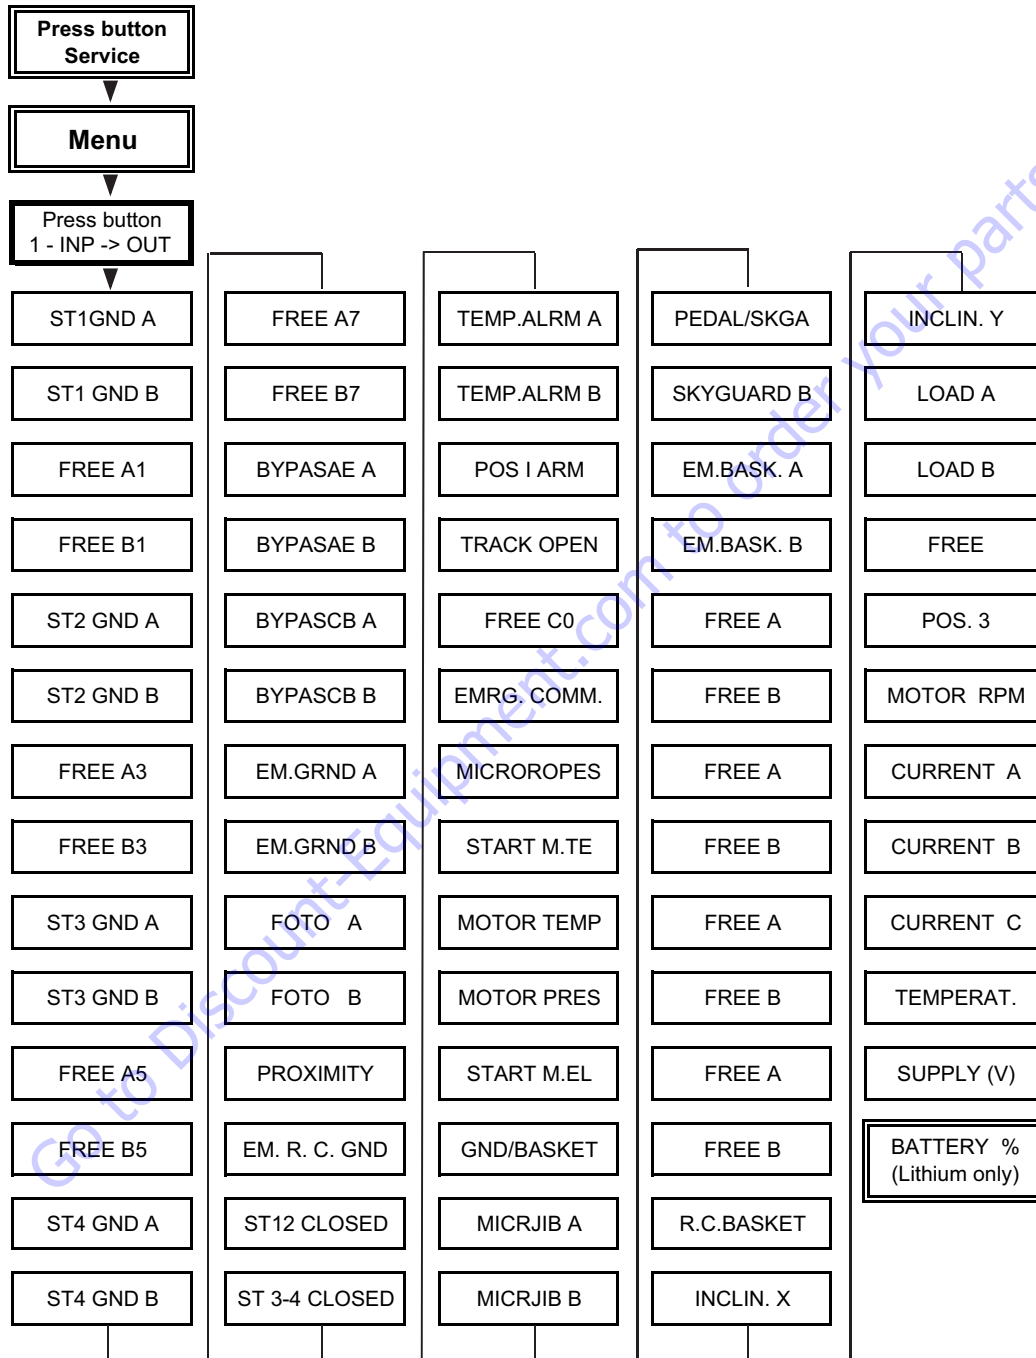 Press button
Service
Menu
Press button
1 - INP -> OUT
ST1GND A
ST1 GND B
FREE A1
FREE B1
ST2 GND A
ST2 GND B
FREE A3
FREE B3
ST3 GND A
ST3 GND B
FREE A5
FREE B5
ST4 GND A
ST4 GND B
FREE A7
FREE B7
BYPASAE A
BYPASAE B
BYPASCB A
BYPASCB B
EM.GRND A
EM.GRND B
FOTO A
FOTO B
PROXIMITY
EM. R. C. GND
ST12 CLOSED
ST 3-4 CLOSED
TEMP.ALRM A
TEMP.ALRM B
POS I ARM
TRACK OPEN
FREE C0
EMRG. COMM.
MICROROPES
START M.TE
MOTOR TEMP
MOTOR PRES
START M.EL
GND/BASKET
MICRJIB A
MICRJIB B
PEDAL/SKGA
SKYGUARD B
EM.BASK. A
EM.BASK. B
FREE A
FREE B
FREE A
FREE B
FREE A
FREE B
FREE A
FREE B
R.C.BASKET
INCLIN. X
INCLIN. Y
LOAD A
LOAD B
FREE
POS. 3
MOTOR RPM
CURRENT A
CURRENT B
CURRENT C
TEMPERAT.
SUPPLY (V)
BATTERY %
(Lithium only)
Go to Discount-Equipment.com to order your parts